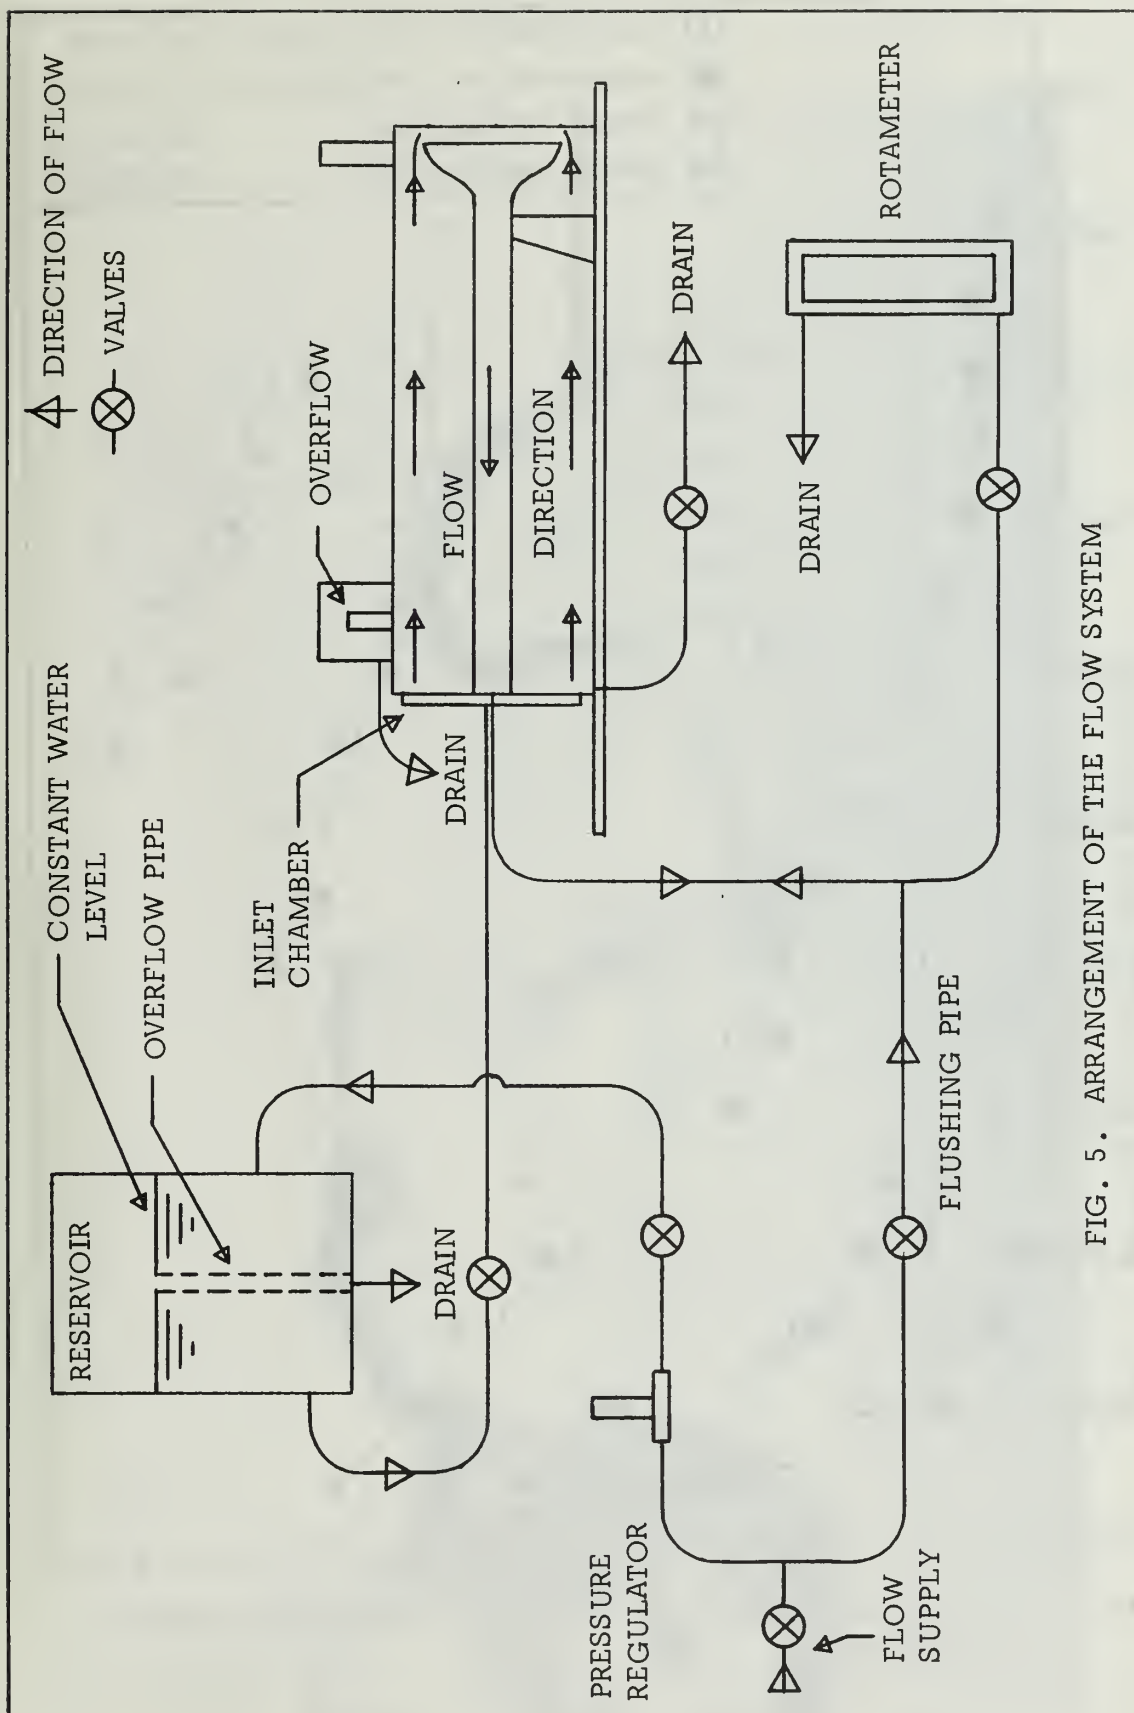 DIRECTION OF FLOW
VALVES
CONSTANT WATER
LEVEL
OVERFLOW PIPE
RESERVOIR
INLET
CHAMBER
OVERFLOW
DRAIN
DRAIN
FLOW
DIRECTION
DRAIN
PRESSURE
REGULATOR
FLOW
SUPPLY
FLUSHING PIPE
DRAIN
ROTAMETER
FIG. 5. ARRANGEMENT OF THE FLOW SYSTEM